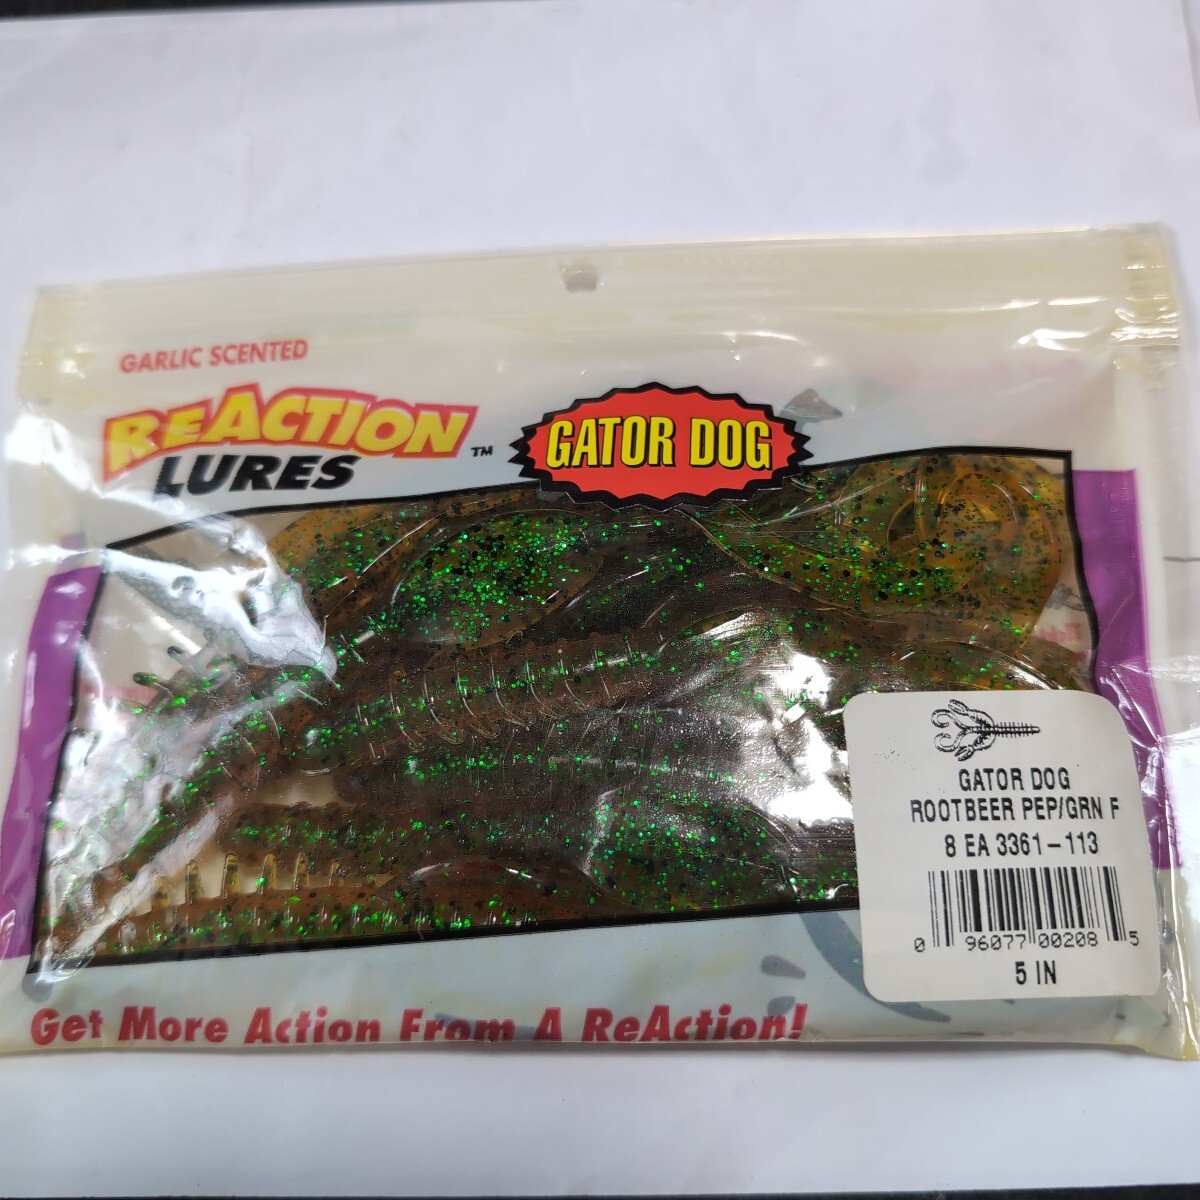 GARLIC SCENTED
REACTION
LURES
™
GATOR DOG
GATOR DOG
ROOTBEER PEP/GRN F
8 EA 3361-113
0 96077 00208 5
5 IN
Get More Action From A ReAction!